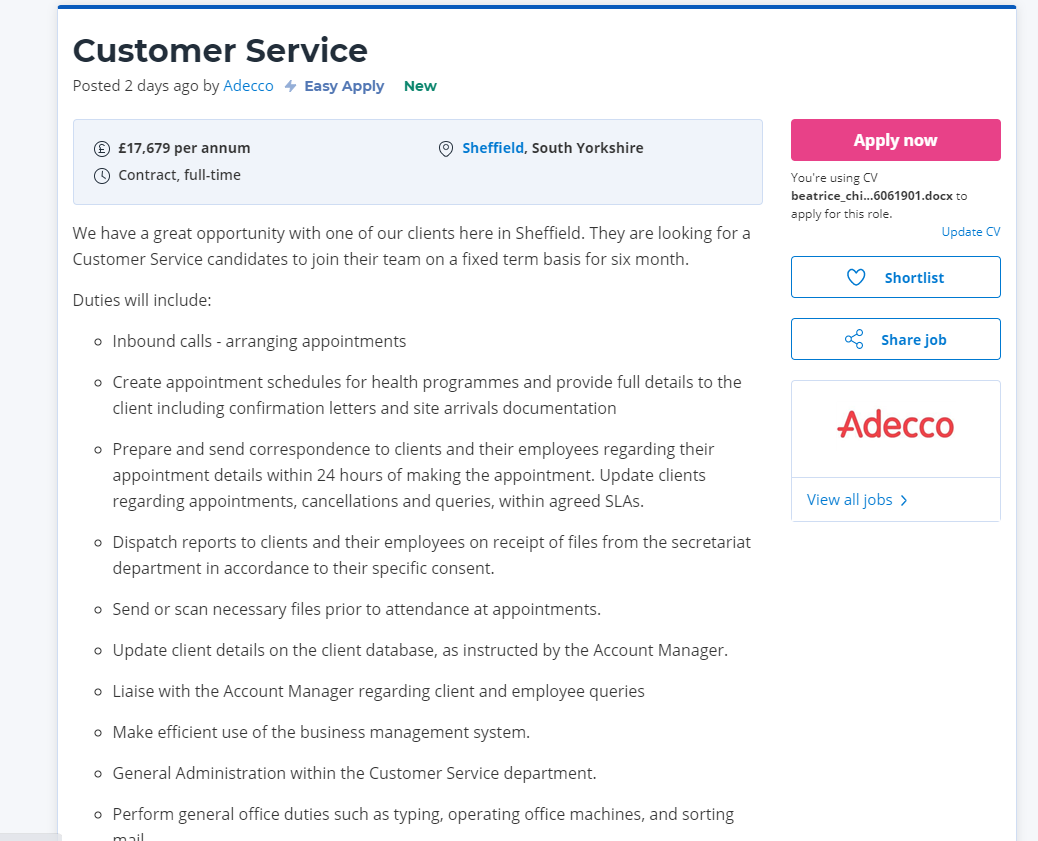 Customer Service
Posted 2 days ago by Adecco Easy Apply New
£17,679 per annum
Sheffield, South Yorkshire
Contract, full-time
We have a great opportunity with one of our clients here in Sheffield. They are looking for a
Customer Service candidates to join their team on a fixed term basis for six month.
Duties will include:
Inbound calls - arranging appointments
Create appointment schedules for health programmes and provide full details to the
client including confirmation letters and site arrivals documentation
Prepare and send correspondence to clients and their employees regarding their
appointment details within 24 hours of making the appointment. Update clients
regarding appointments, cancellations and queries, within agreed SLAs.
Dispatch reports to clients and their employees on receipt of files from the secretariat
department in accordance to their specific consent.
Send or scan necessary files prior to attendance at appointments.
Update client details on the client database, as instructed by the Account Manager.
Liaise with the Account Manager regarding client and employee queries
Make efficient use of the business management system.
General Administration within the Customer Service department.
Perform general office duties such as typing, operating office machines, and sorting
mail
Apply now
You're using CV
beatrice_chi...6061901.docx to
apply for this role.
Update CV
Shortlist
Share job
Adecco
View all jobs